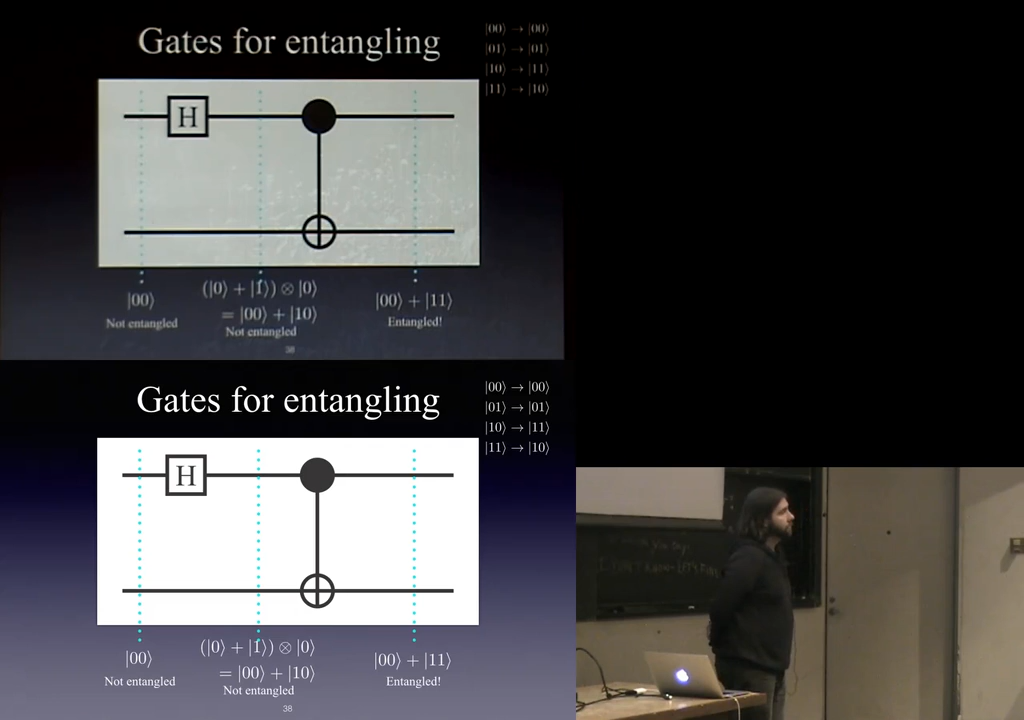 Gates for entangling
|00⟩ → |00⟩
|01⟩ → |01⟩
|10⟩ → |11⟩
|11⟩ → |10⟩
H
|00⟩
Not entangled
(|0⟩ + |1⟩) ⊗ |0⟩
= |00⟩ + |10⟩
Not entangled
|00⟩ + |11⟩
Entangled!
38
Gates for entangling
|00⟩ → |00⟩
|01⟩ → |01⟩
|10⟩ → |11⟩
|11⟩ → |10⟩
H
|00⟩
Not entangled
(|0⟩ + |1⟩) ⊗ |0⟩
= |00⟩ + |10⟩
Not entangled
|00⟩ + |11⟩
Entangled!
38